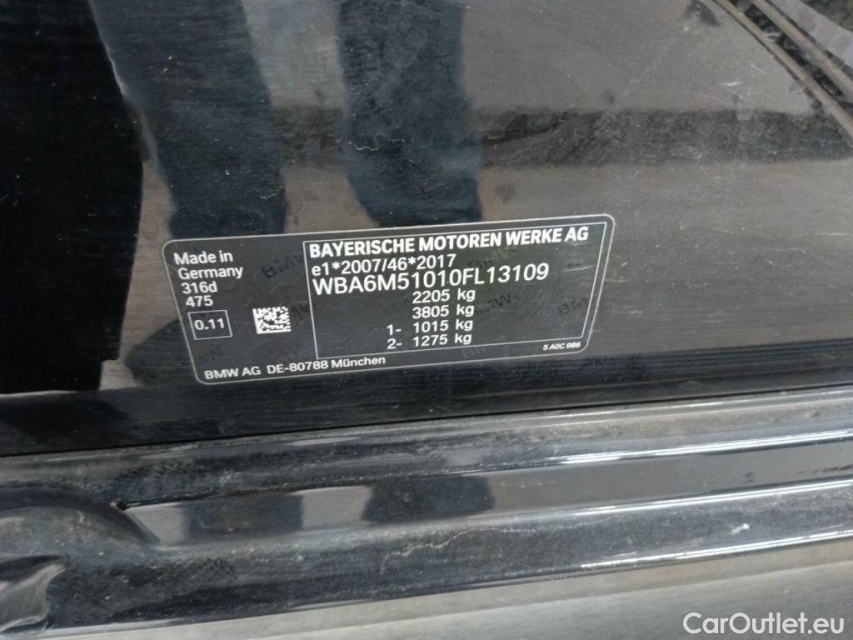 Made in
Germany
316d
475
0.11
BAYERISCHE MOTOREN WERKE AG
e1*2007/46*2017
WBA6M51010FL13109
2205 kg
3805 kg
1- 1015 kg
2- 1275 kg
5 A0C 986
BMW AG DE-80788 München
CarOutlet.eu